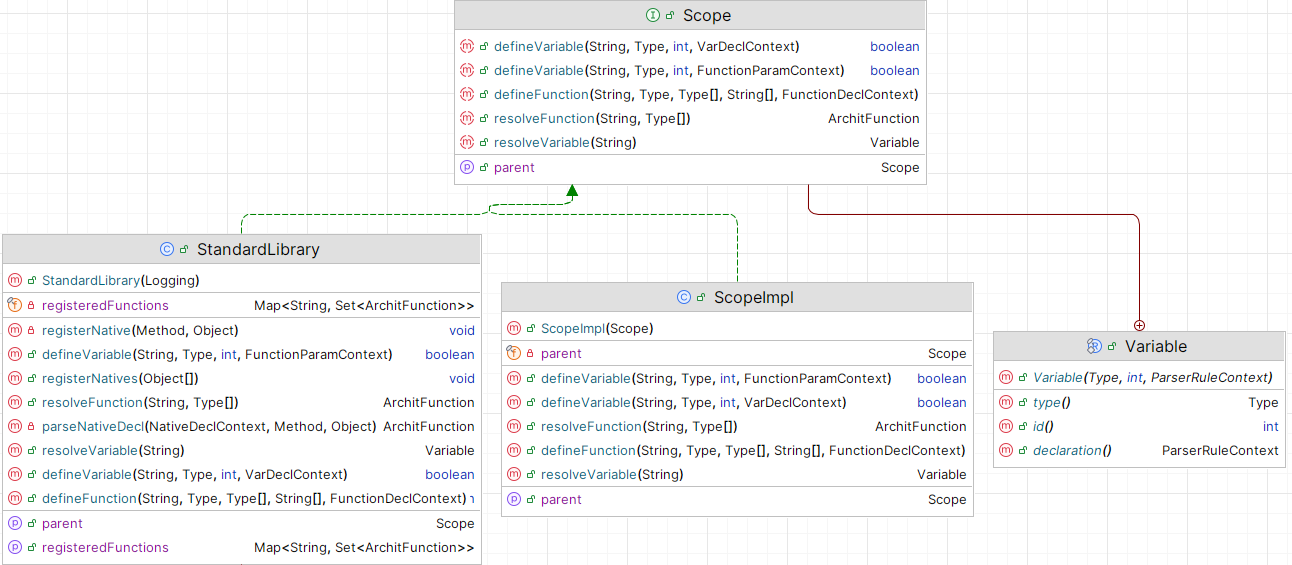 Scope
defineVariable(String, Type, int, VarDeclContext) boolean
defineVariable(String, Type, int, FunctionParamContext) boolean
defineFunction(String, Type, Type[], String[], FunctionDeclContext)
resolveFunction(String, Type[]) ArchitFunction
resolveVariable(String) Variable
parent Scope
StandardLibrary
StandardLibrary(Logging)
registeredFunctions Map<String, Set<ArchitFunction>>
registerNative(Method, Object) void
defineVariable(String, Type, int, FunctionParamContext) boolean
registerNatives(Object[]) void
resolveFunction(String, Type[]) ArchitFunction
parseNativeDecl(NativeDeclContext, Method, Object) ArchitFunction
resolveVariable(String) Variable
defineVariable(String, Type, int, VarDeclContext) boolean
defineFunction(String, Type, Type[], String[], FunctionDeclContext)
parent Scope
registeredFunctions Map<String, Set<ArchitFunction>>
ScopeImpl
ScopeImpl(Scope)
parent Scope
defineVariable(String, Type, int, FunctionParamContext) boolean
defineVariable(String, Type, int, VarDeclContext) boolean
resolveFunction(String, Type[]) ArchitFunction
defineFunction(String, Type, Type[], String[], FunctionDeclContext)
resolveVariable(String) Variable
parent Scope
Variable
Variable(Type, int, ParserRuleContext)
type() Type
id() int
declaration() ParserRuleContext